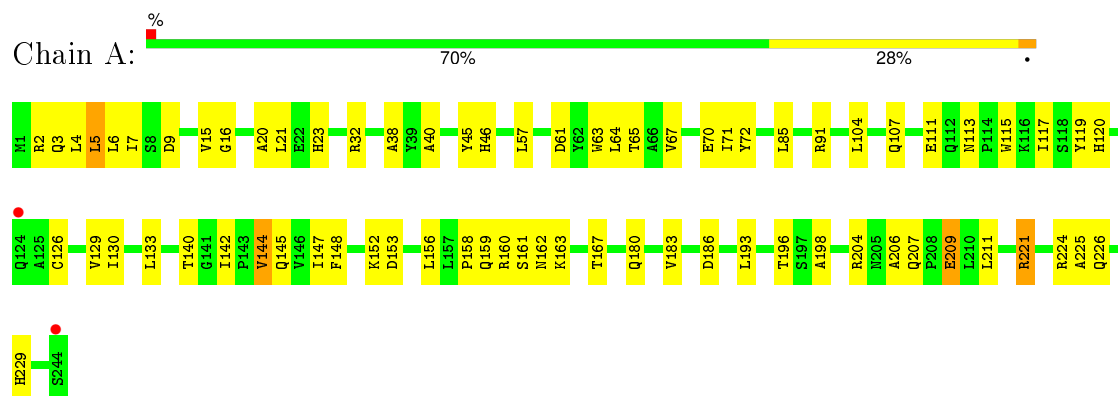 %
Chain A:
70% 28% •
M1 R2 Q3 L4 L5 L6 I7 S8 D9 V15 G16 A20 L21 E22 H23 R32 A38 Y39 A40 Y45 H46 L57 D61 Y62 W63 L64 T65 A66 V67 E70 I71 Y72 L85 R91 L104 Q107 E111 Q112 N113 P114 W115 K116 I117 S118 Y119 H120
Q124 A125 C126 V129 I130 L133 T140 G141 I142 P143 V144 Q145 V146 I147 F148 K152 D153 L156 L157 P158 Q159 R160 S161 N162 K163 T167 Q180 V183 D186 L193 T196 S197 A198 R204 N205 A206 Q207 P208 E209 L210 L211 R221 R224 A225 Q226
H229 S244